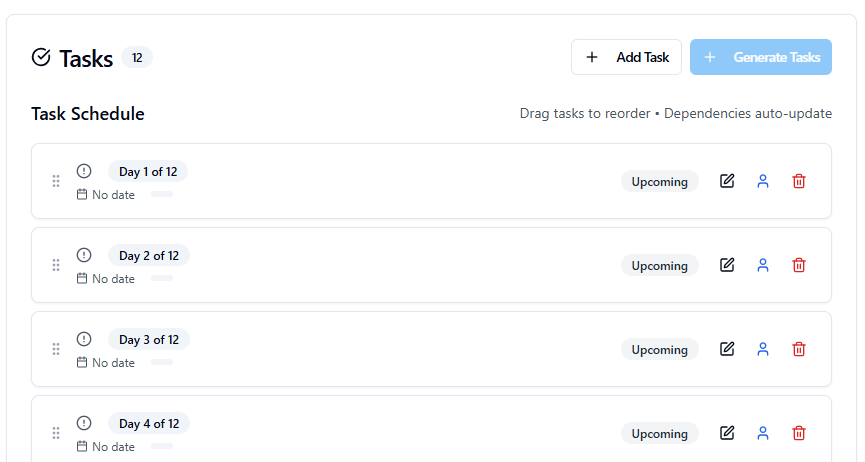 Tasks 12 Add Task Generate Tasks
Task Schedule Drag tasks to reorder • Dependencies auto-update
Day 1 of 12
No date
Upcoming
Day 2 of 12
No date
Upcoming
Day 3 of 12
No date
Upcoming
Day 4 of 12
No date
Upcoming